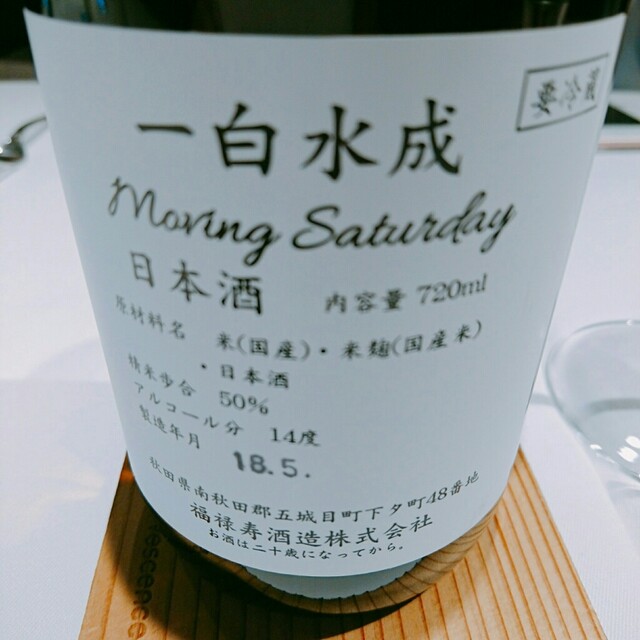 要冷蔵
一白水成
Moving Saturday
日本酒 内容量 720ml
原材料名 米(国産)・米麹(国産米)
・日本酒
精米歩合 50%
アルコール分 14度
製造年月 18.5.
秋田県南秋田郡五城目町下夕町48番地
福禄寿酒造株式会社
お酒は二十歳になってから。
escence